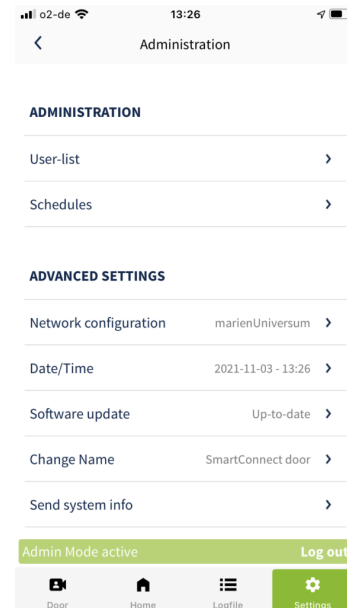 o2-de 13:26
Administration
ADMINISTRATION
User-list
Schedules
ADVANCED SETTINGS
Network configuration marienUniversum
Date/Time 2021-11-03 - 13:26
Software update Up-to-date
Change Name SmartConnect door
Send system info
Admin Mode active Log out
Door Home Logfile Settings